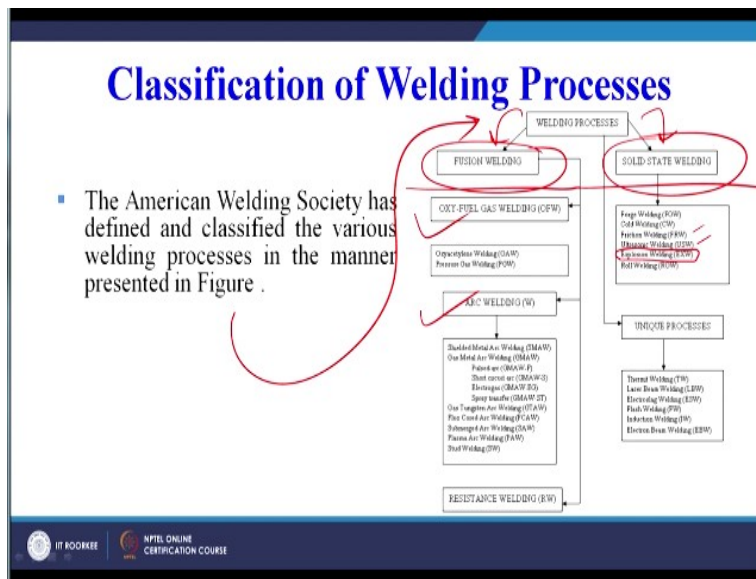 Classification of Welding Processes
▪ The American Welding Society has
defined and classified the various
welding processes in the manner
presented in Figure .
WELDING PROCESSES
FUSION WELDING
SOLID STATE WELDING
OXY-FUEL GAS WELDING (OFW)
Oxyacetylene Welding (OAW)
Pressure Gas Welding (PGW)
ARC WELDING (W)
Shielded Metal Arc Welding (SMAW)
Gas Metal Arc Welding (GMAW)
Pulsed arc (GMAW-P)
Short circuit arc (GMAW-S)
Electrogas (GMAW-EG)
Spray transfer (GMAW-ST)
Gas Tungsten Arc Welding (GTAW)
Flux Cored Arc Welding (FCAW)
Submerged Arc Welding (SAW)
Plasma Arc Welding (PAW)
Stud Welding (SW)
RESISTANCE WELDING (RW)
Forge Welding (FOW)
Cold Welding (CW)
Friction Welding (FRW)
Ultrasonic Welding (USW)
Explosion Welding (EXW)
Roll Welding (ROW)
UNIQUE PROCESSES
Thermit Welding (TW)
Laser Beam Welding (LBW)
Electroslag Welding (ESW)
Flash Welding (FW)
Induction Welding (IW)
Electron Beam Welding (EBW)
IIT ROORKEE
NPTEL ONLINE
CERTIFICATION COURSE